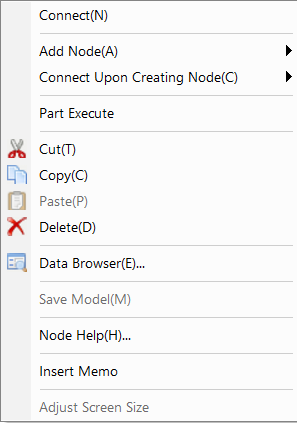 Connect(N)
Add Node(A)
Connect Upon Creating Node(C)
Part Execute
Cut(T)
Copy(C)
Paste(P)
Delete(D)
Data Browser(E)...
Save Model(M)
Node Help(H)...
Insert Memo
Adjust Screen Size